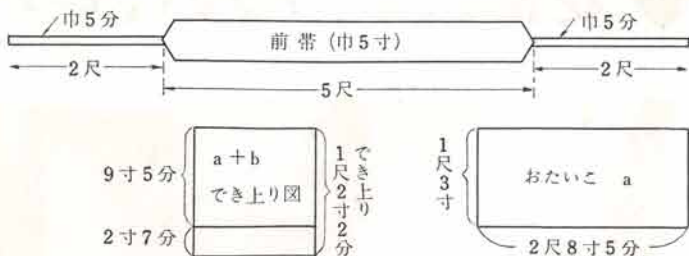 巾5分
前帯(巾5寸)
巾5分
2尺
5尺
2尺
9寸5分
2寸7分
a+b
でき上り図
でき上り
1尺2寸2分
1尺3寸
おたいこ a
2尺8寸5分